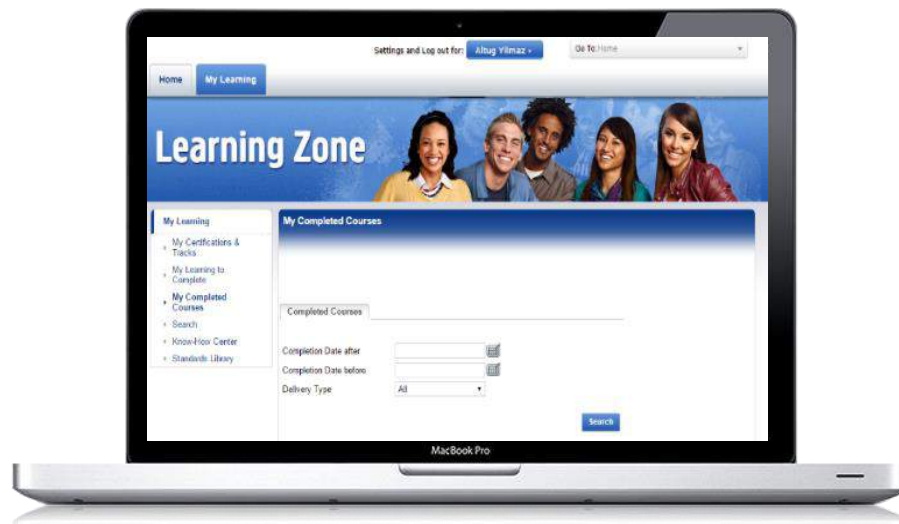 Settings and Log out for: Altug Yilmaz
Go To: Home
Home
My Learning
Learning Zone
My Learning
My Certifications &
Tracks
My Learning to
Complete
My Completed
Courses
Search
Know-How Center
Standards Library
My Completed Courses
Completed Courses
Completion Date after
Completion Date before
Delivery Type
All
Search
MacBook Pro